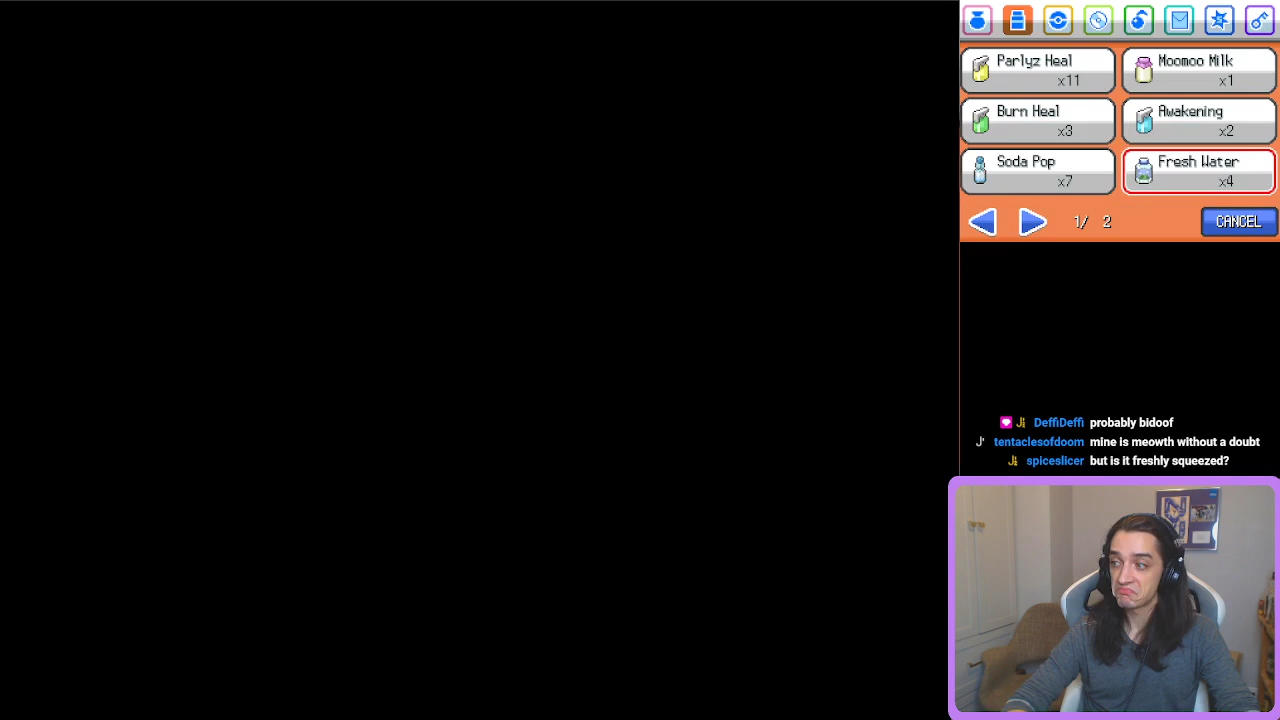 Parlyz Heal
x11
Moomoo Milk
x1
Burn Heal
x3
Awakening
x2
Soda Pop
x7
Fresh Water
x4
1/ 2
CANCEL
DeffiDeffi probably bidoof
tentaclesofdoom mine is meowth without a doubt
spiceslicer but is it freshly squeezed?